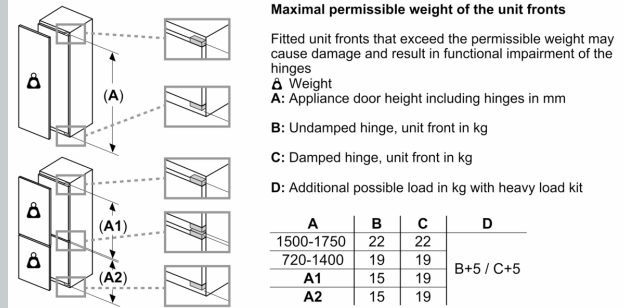 Maximal permissible weight of the unit fronts
Fitted unit fronts that exceed the permissible weight may
cause damage and result in functional impairment of the
hinges
Weight
A: Appliance door height including hinges in mm
B: Undamped hinge, unit front in kg
C: Damped hinge, unit front in kg
D: Additional possible load in kg with heavy load kit
(A)
(A1)
(A2)
A B C D
1500-1750 22 22
720-1400 19 19
B+5 / C+5
A1 15 19
A2 15 19